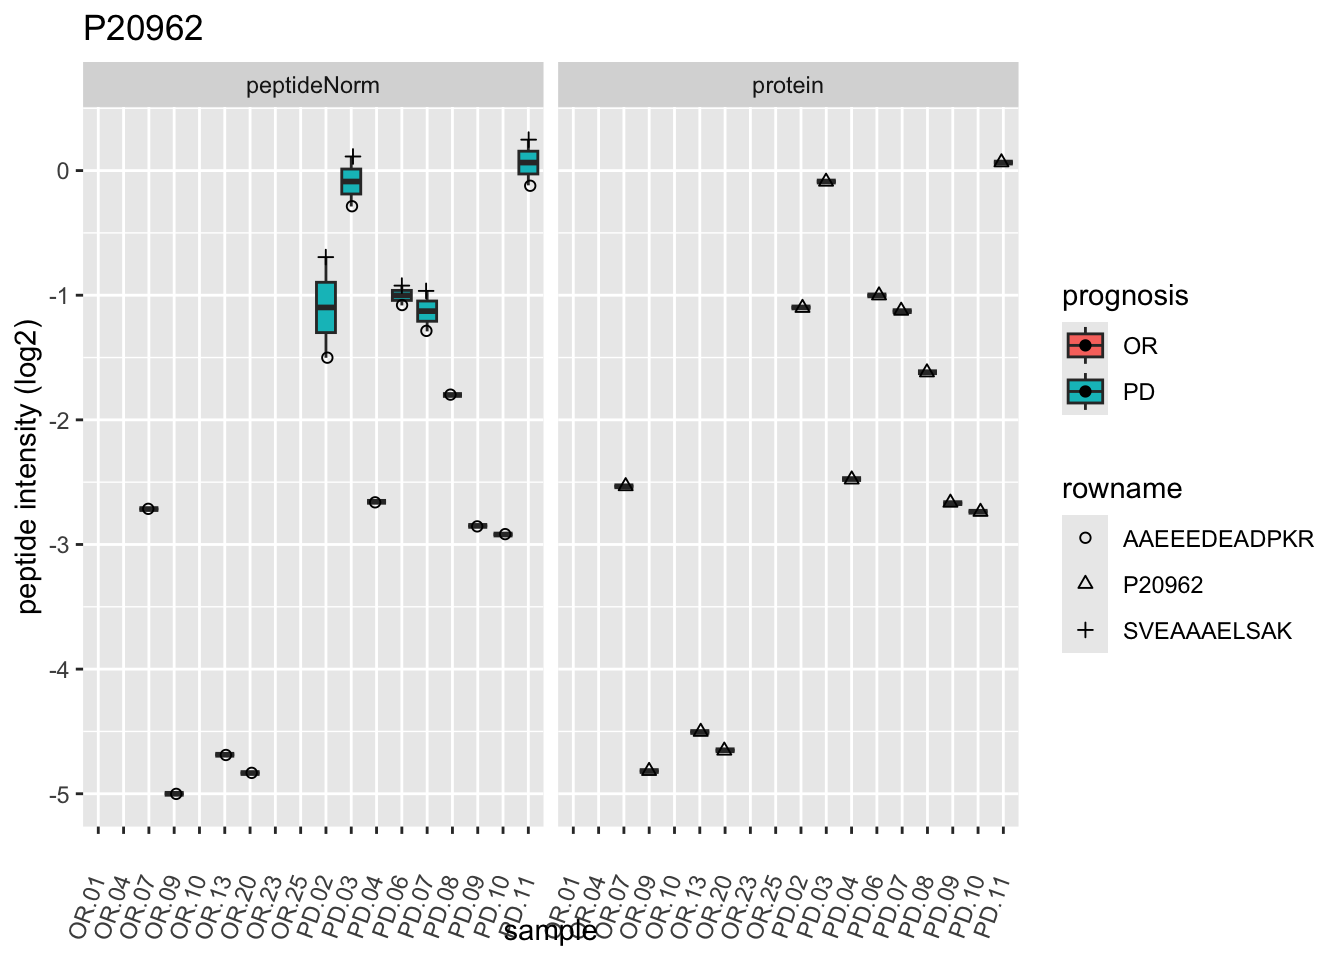 P20962
peptideNorm
protein
peptide intensity (log2)
0
-1
-2
-3
-4
-5
OR.01
OR.04
OR.07
OR.09
OR.10
OR.13
OR.20
OR.23
OR.25
PD.02
PD.03
PD.04
PD.06
PD.07
PD.08
PD.09
PD.10
PD.11
OR.01
OR.04
OR.07
OR.09
OR.10
OR.13
OR.20
OR.23
OR.25
PD.02
PD.03
PD.04
PD.06
PD.07
PD.08
PD.09
PD.10
PD.11
sample
prognosis
OR
PD
rowname
AAEEEDEADPKR
P20962
SVEAAAELSAK